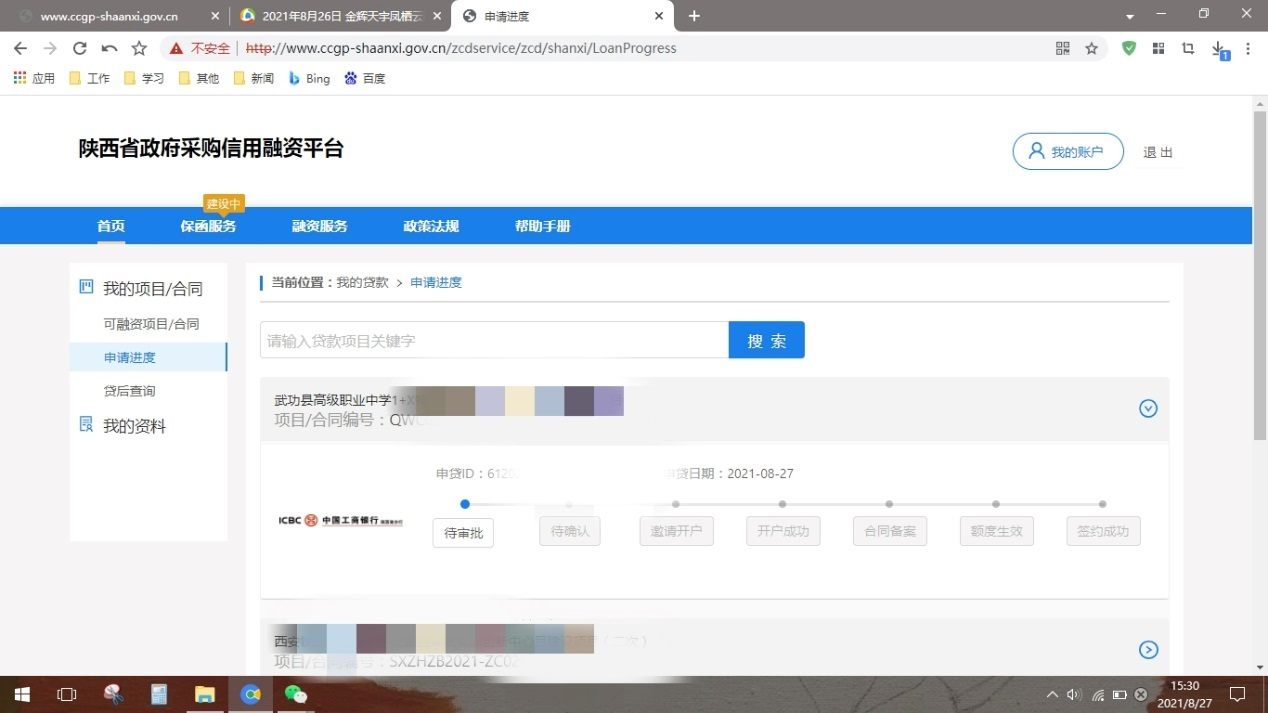 www.ccgp-shaanxi.gov.cn
2021年8月26日 金辉天宇凤栖云
申请进度
不安全 http://www.ccgp-shaanxi.gov.cn/zcdservice/zcd/shanxi/LoanProgress
1
应用 工作 学习 其他 新闻 Bing 百度
陕西省政府采购信用融资平台
我的账户 退 出
建设中
首页 保函服务 融资服务 政策法规 帮助手册
我的项目/合同
可融资项目/合同
申请进度
贷后查询
我的资料
当前位置：我的贷款 > 申请进度
请输入贷款项目关键字 搜 索
武功县高级职业中学1+X
项目/合同编号：QW
申贷ID：612 申贷日期：2021-08-27
ICBC 中国工商银行
待审批 待确认 邀请开户 开户成功 合同备案 额度生效 签约成功
西安 （二次）
项目/合同编号：SXZHZB2021-ZC02
15:30
2021/8/27